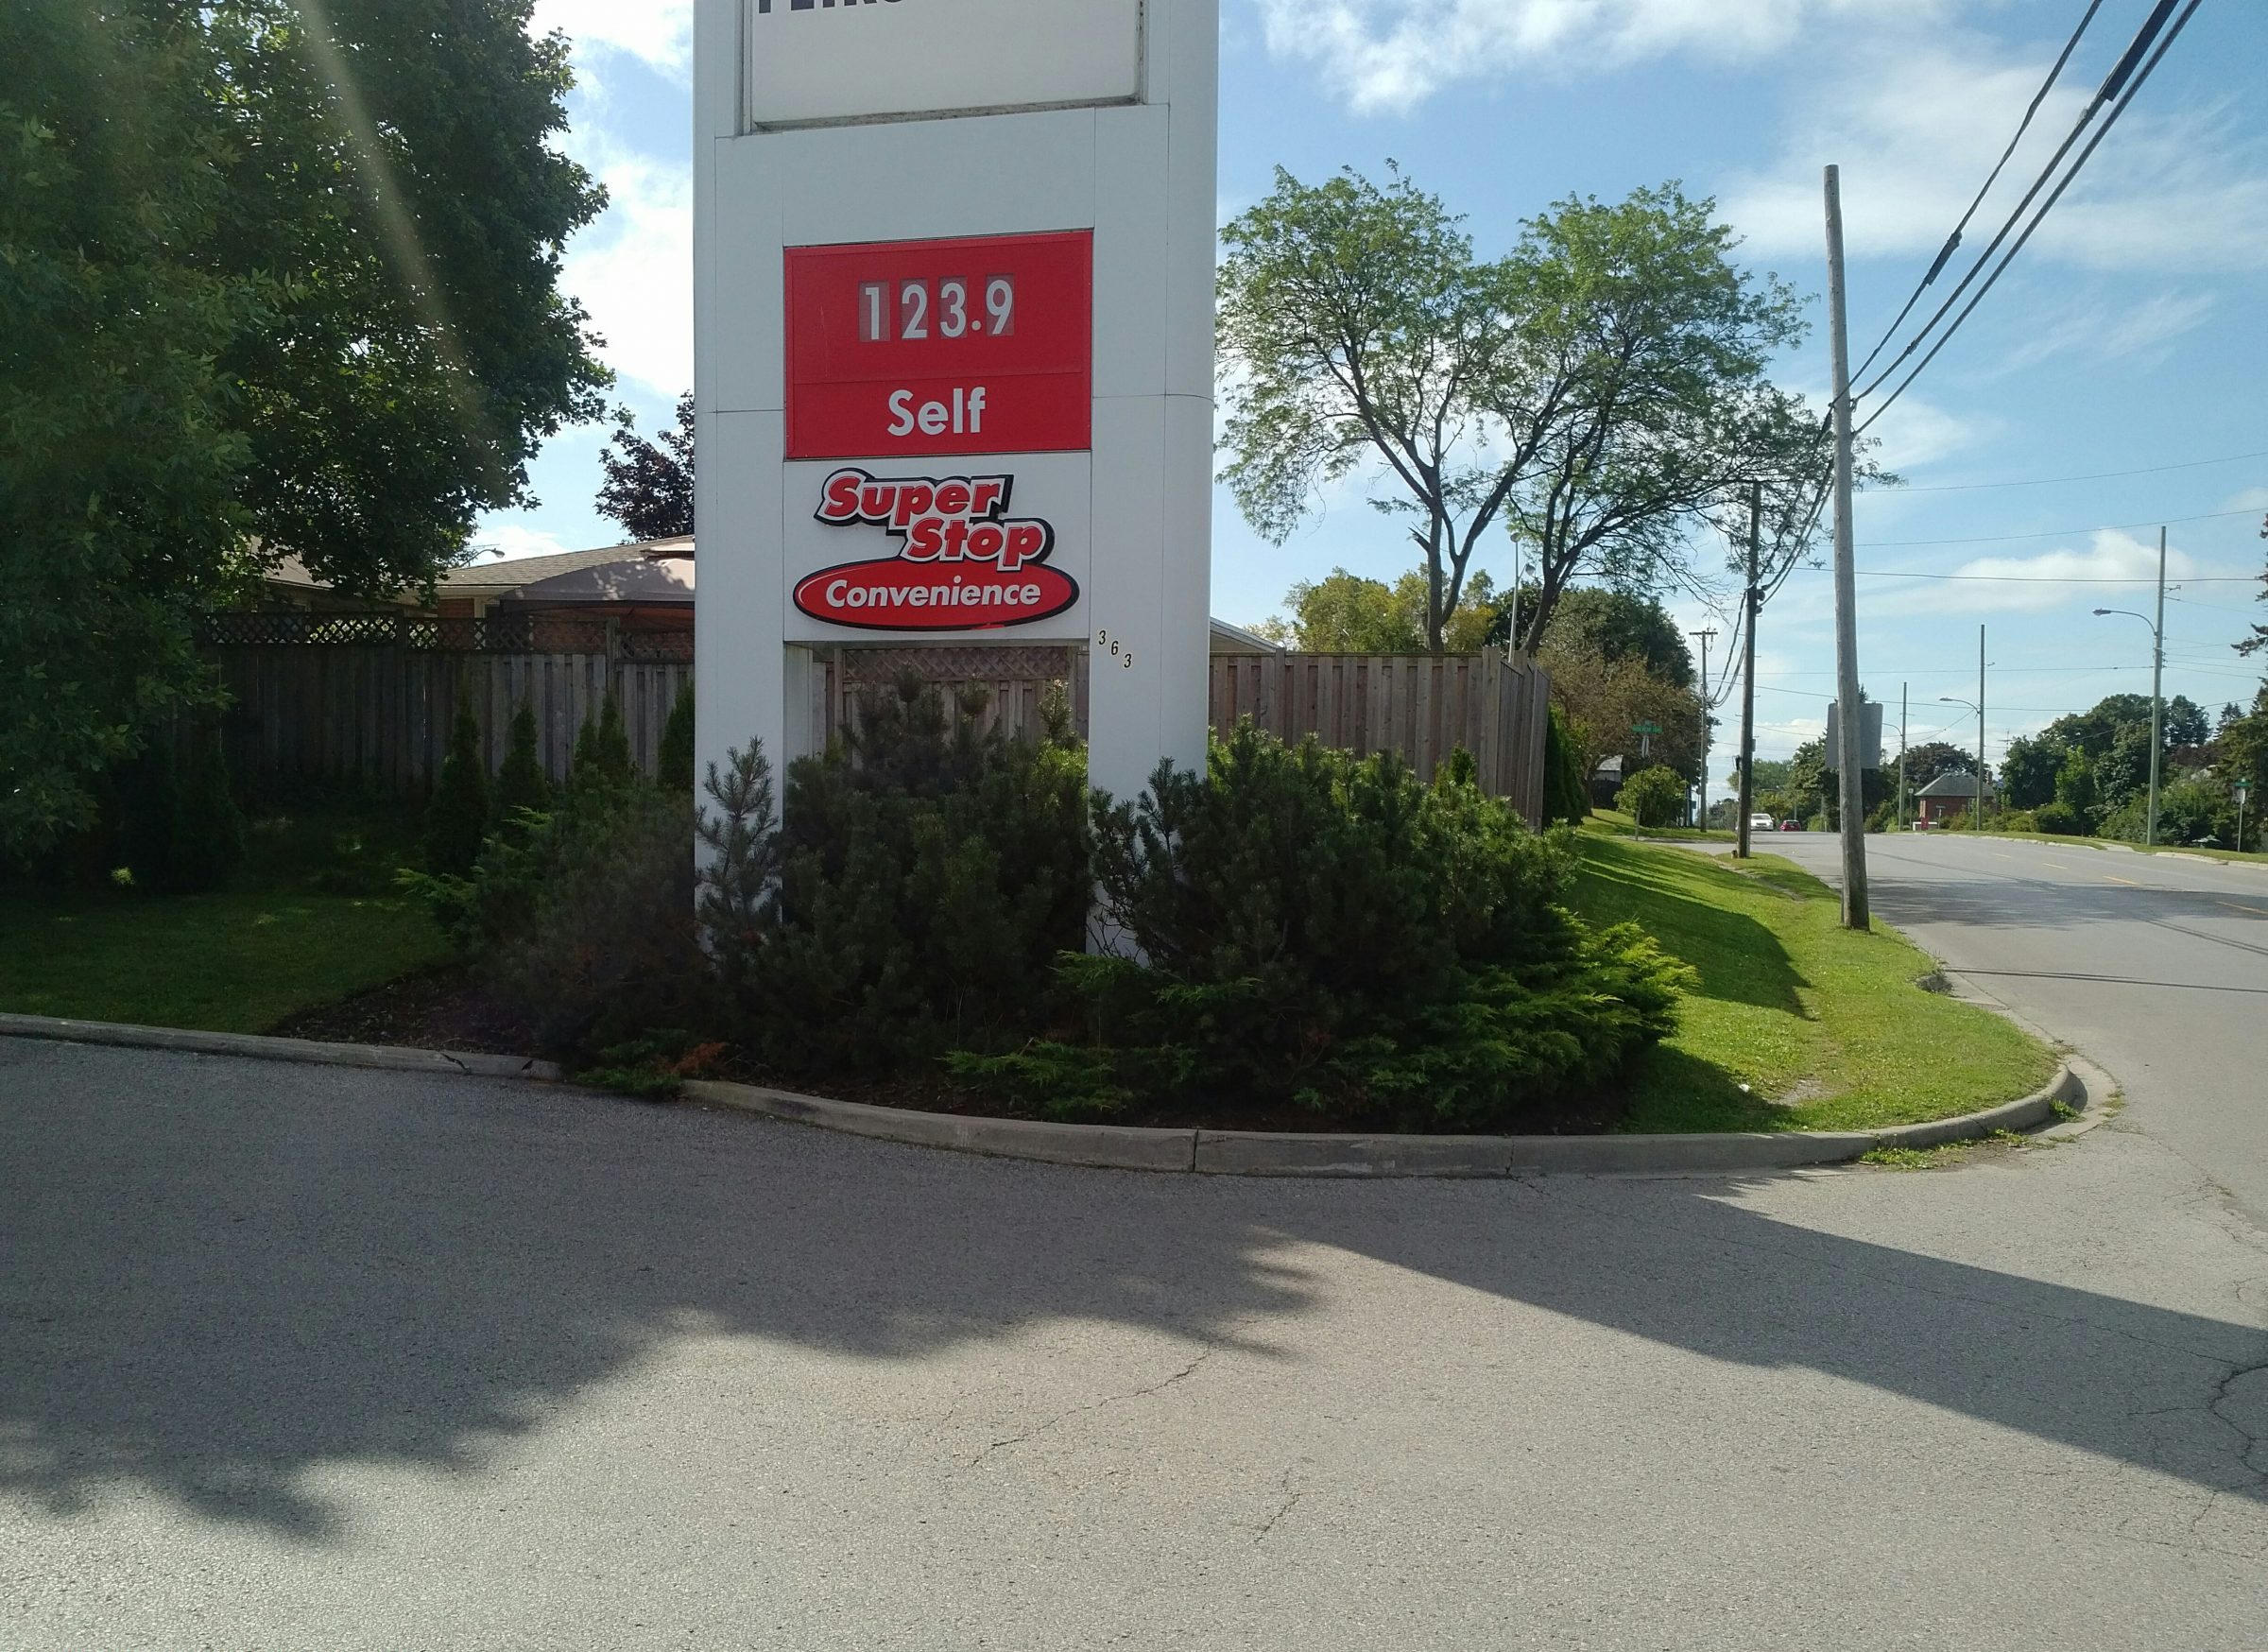 123.9
Self
Super
Stop
Convenience
363